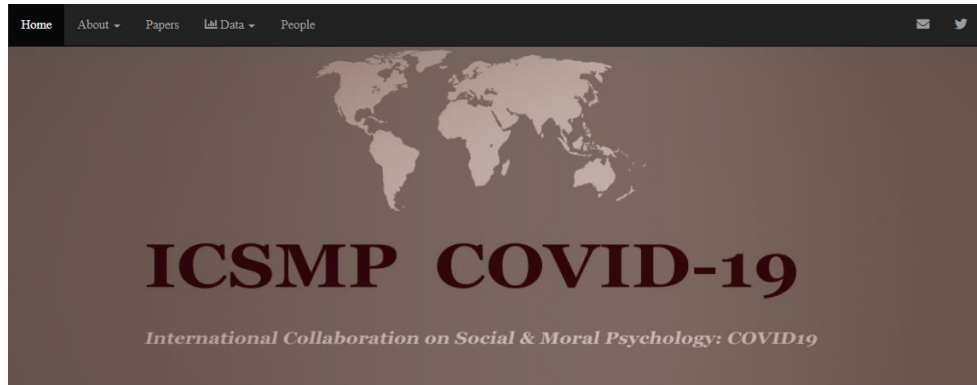 Home About Papers Data People
ICSMP COVID-19
International Collaboration on Social & Moral Psychology: COVID19